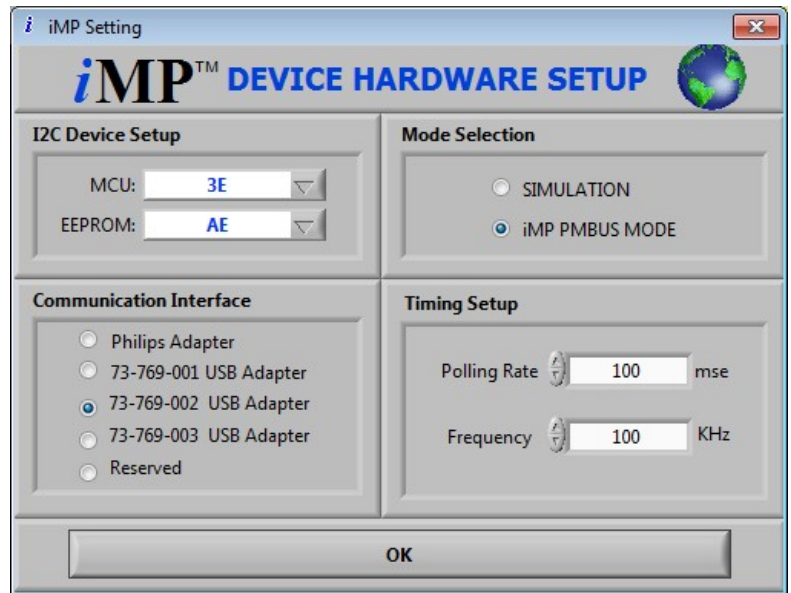 iMP Setting
iMP™ DEVICE HARDWARE SETUP
I2C Device Setup
MCU: 3E
EEPROM: AE
Mode Selection
SIMULATION
iMP PMBUS MODE
Communication Interface
Philips Adapter
73-769-001 USB Adapter
73-769-002 USB Adapter
73-769-003 USB Adapter
Reserved
Timing Setup
Polling Rate 100 mse
Frequency 100 KHz
OK